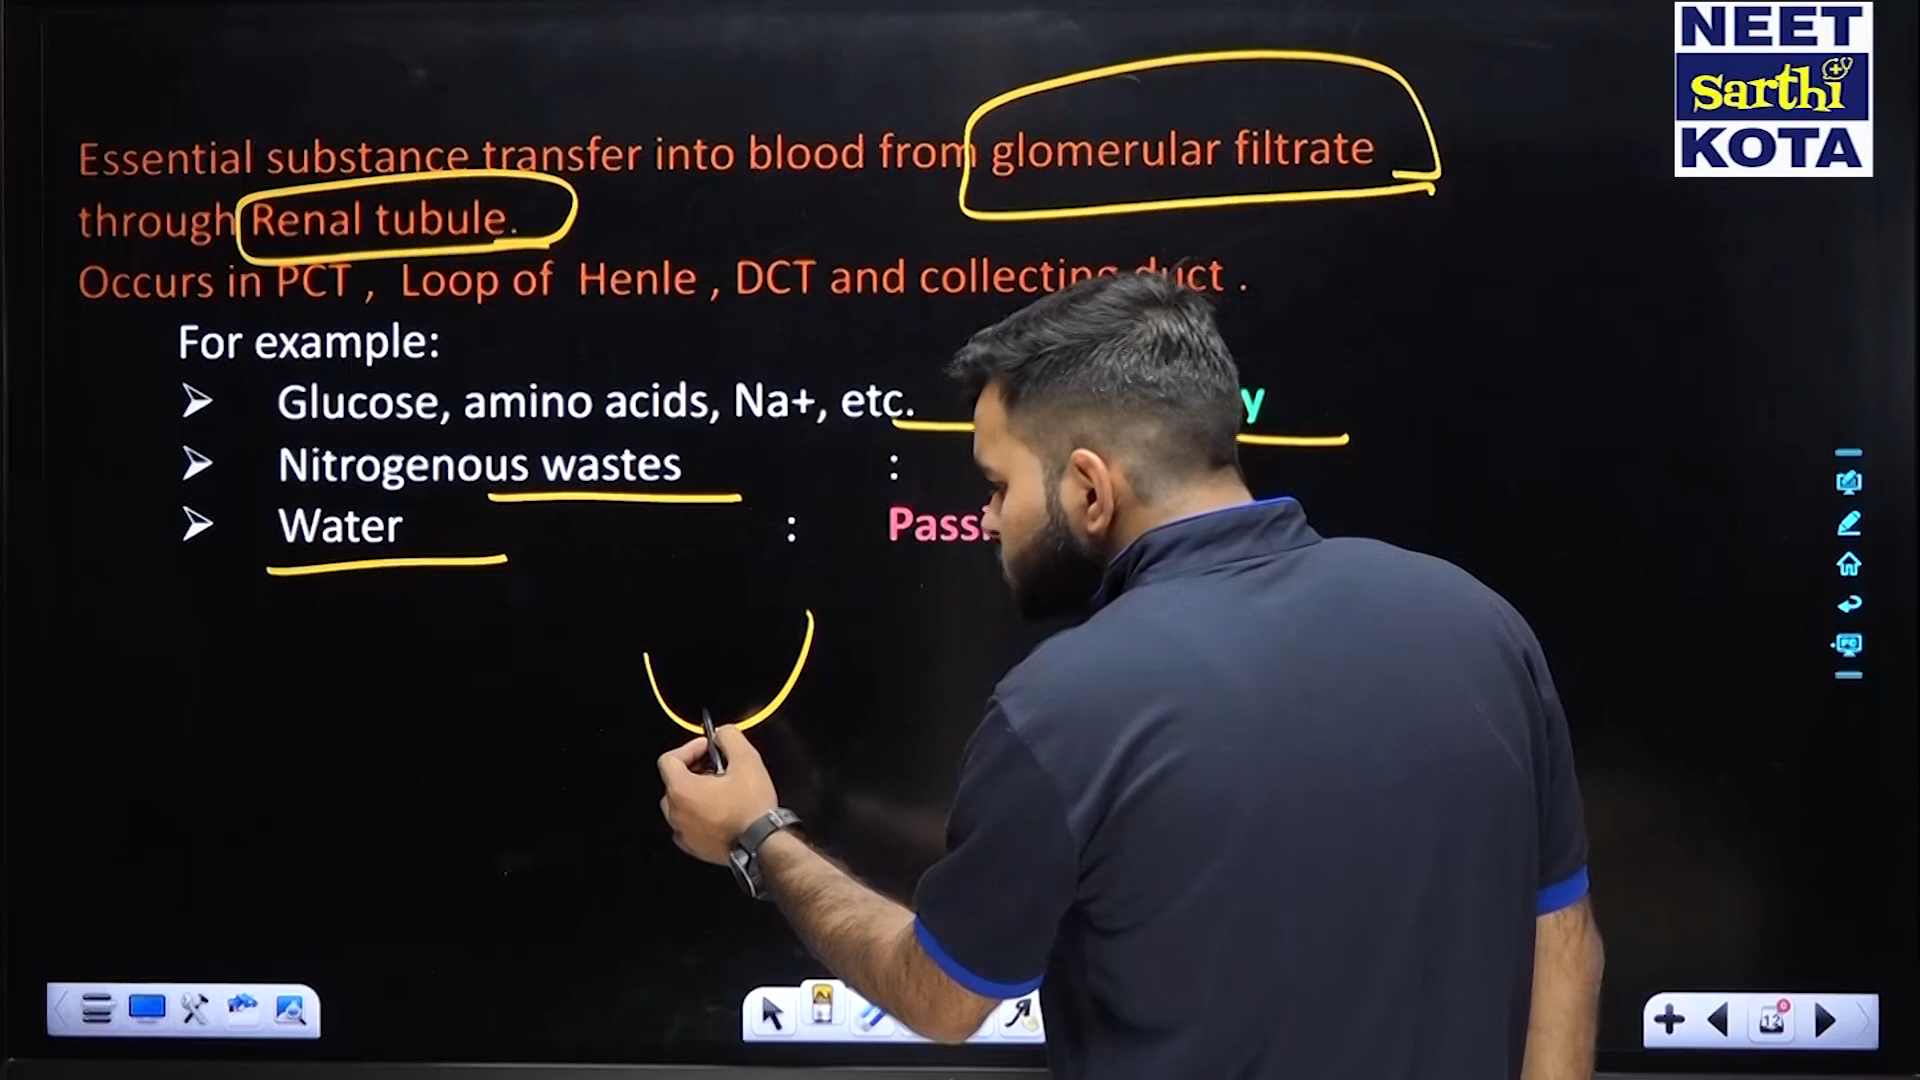 NEET
Sarthi
KOTA
Essential substance transfer into blood from glomerular filtrate
through Renal tubule.
Occurs in PCT , Loop of Henle , DCT and collecting duct .
For example:
➢ Glucose, amino acids, Na+, etc.
➢ Nitrogenous wastes :
➢ Water :